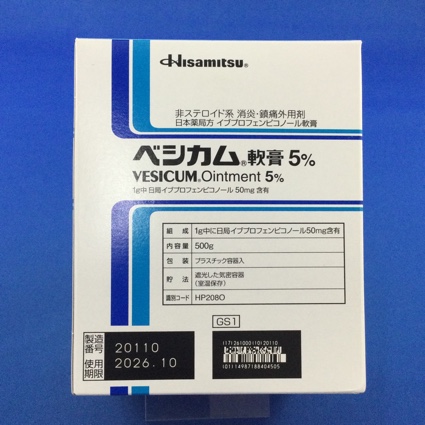 HISAMITSU®
非ステロイド系 消炎・鎮痛外用剤
日本薬局方 イブプロフェンピコノール軟膏
ベシカム®軟膏 5%
VESICUM® Ointment 5%
1g中 日局イブプロフェンピコノール 50mg 含有
組成 1g中に日局イブプロフェンピコノール50mg含有
内容量 500g
包装 プラスチック容器入
貯法 遮光した気密容器
(室温保存)
識別コード HP208O
GS1
製造番号 20110
使用期限 2026.10
171261000110120110